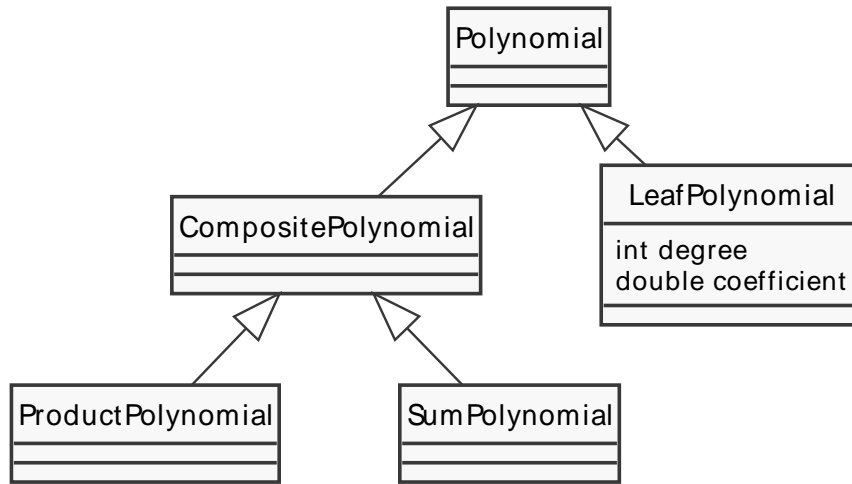 Polynomial
CompositePolynomial
LeafPolynomial
int degree
double coefficient
ProductPolynomial
SumPolynomial